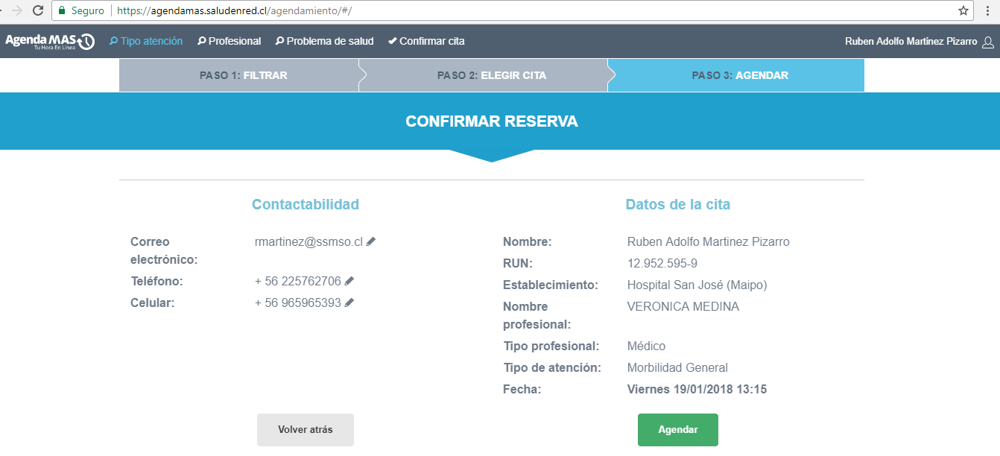 Seguro https://agendamas.saludenred.cl/agendamiento/#/
Agenda MAS
Tu Hora En Línea
Tipo atención Profesional Problema de salud Confirmar cita Ruben Adolfo Martinez Pizarro
PASO 1: FILTRAR PASO 2: ELEGIR CITA PASO 3: AGENDAR
CONFIRMAR RESERVA
Contactabilidad
Correo electrónico: rmartinez@ssmso.cl
Teléfono: + 56 225762706
Celular: + 56 965965393
Datos de la cita
Nombre: Ruben Adolfo Martinez Pizarro
RUN: 12.952.595-9
Establecimiento: Hospital San José (Maipo)
Nombre profesional: VERONICA MEDINA
Tipo profesional: Médico
Tipo de atención: Morbilidad General
Fecha: Viernes 19/01/2018 13:15
Volver atrás Agendar